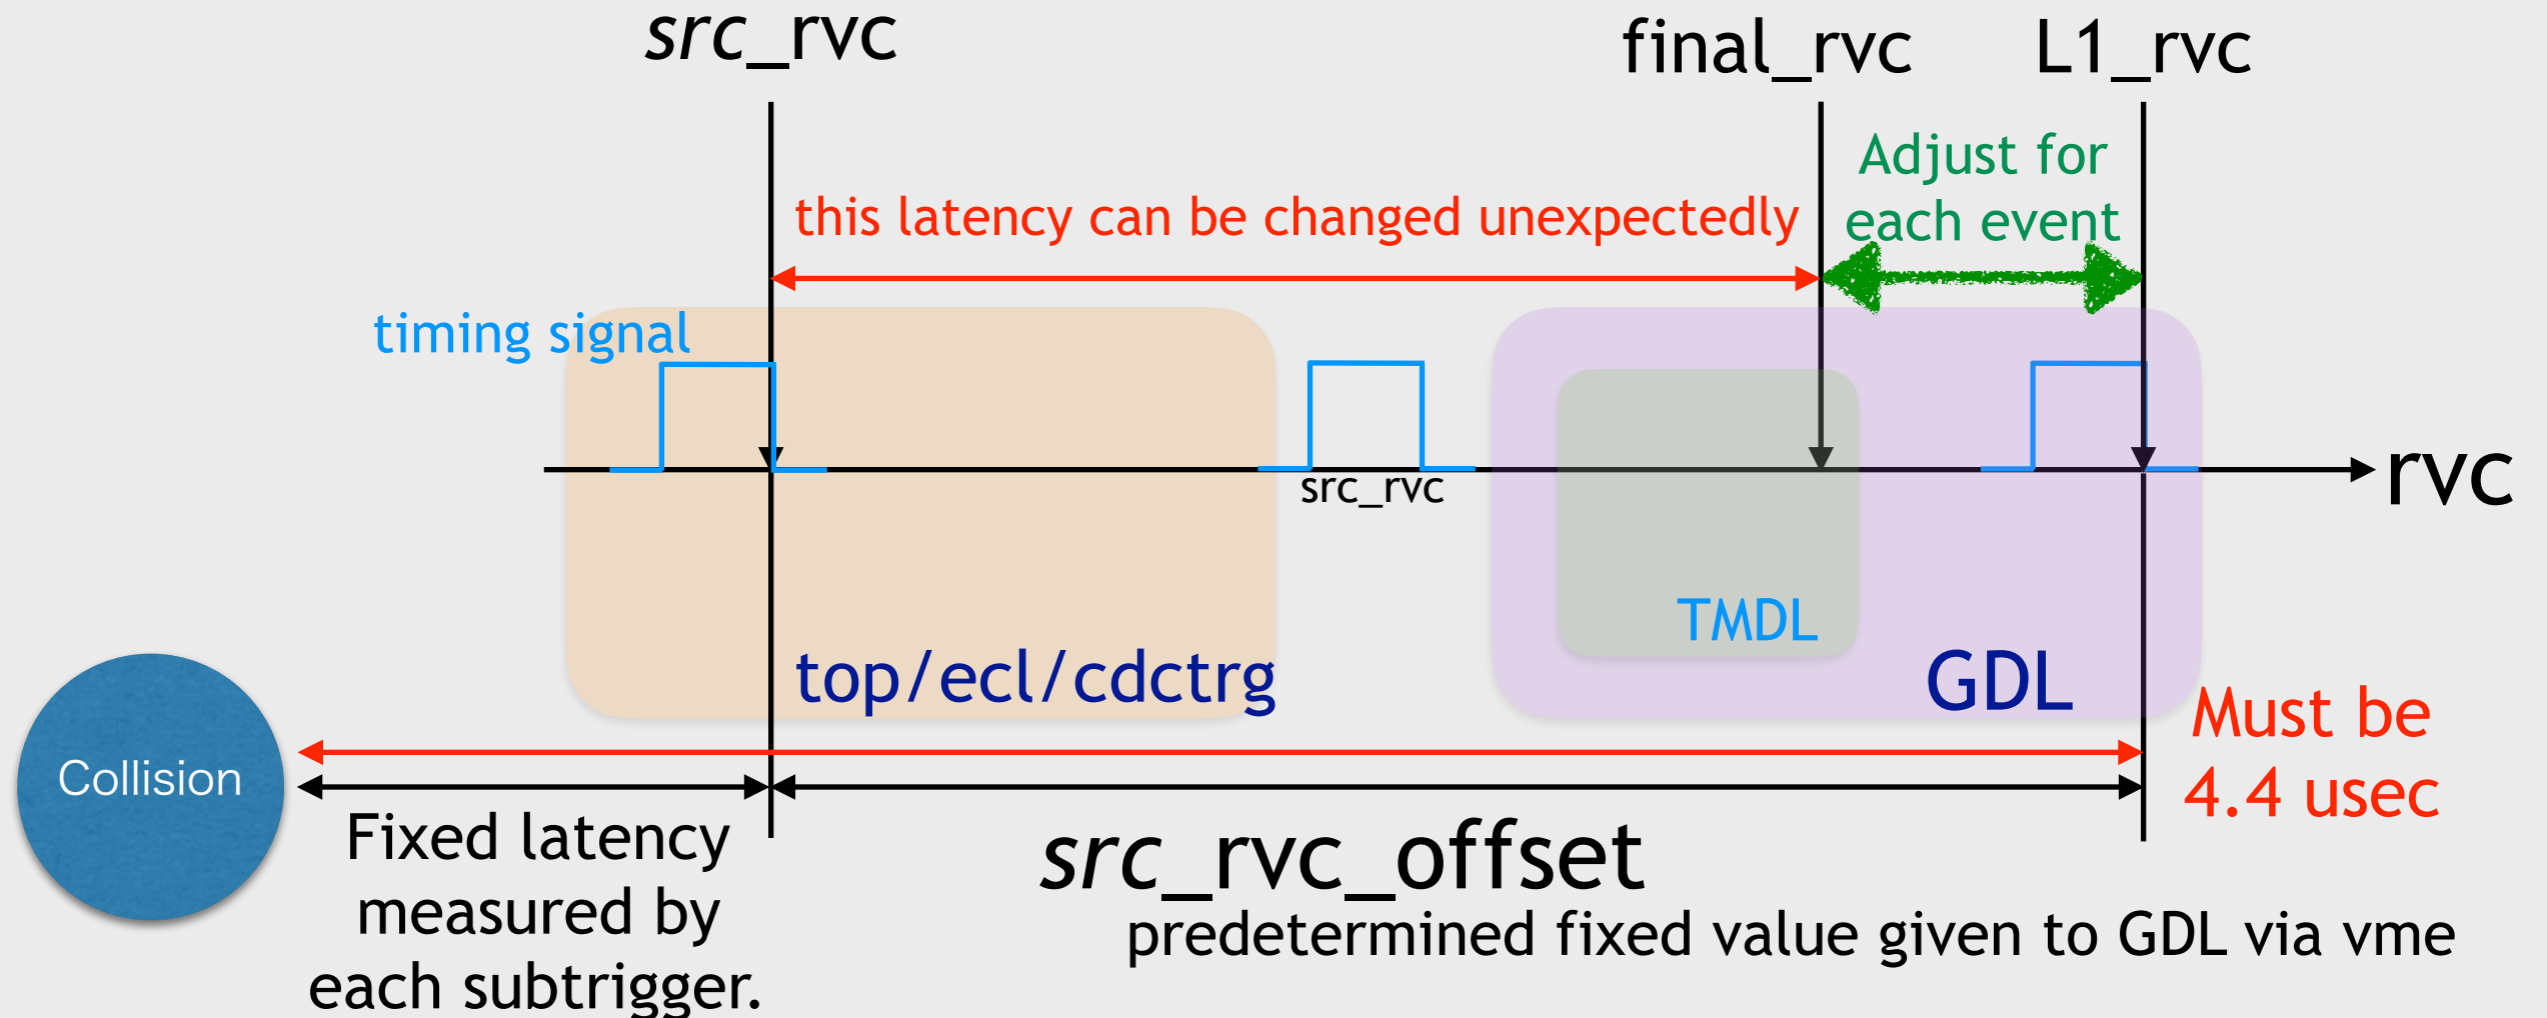 src_rvc
final_rvc
L1_rvc
Adjust for
each event
this latency can be changed unexpectedly
timing signal
src_rvc
rvc
TMDL
top/ecl/cdctrg
GDL
Must be
4.4 usec
Collision
Fixed latency
measured by
each subtrigger.
src_rvc_offset
predetermined fixed value given to GDL via vme